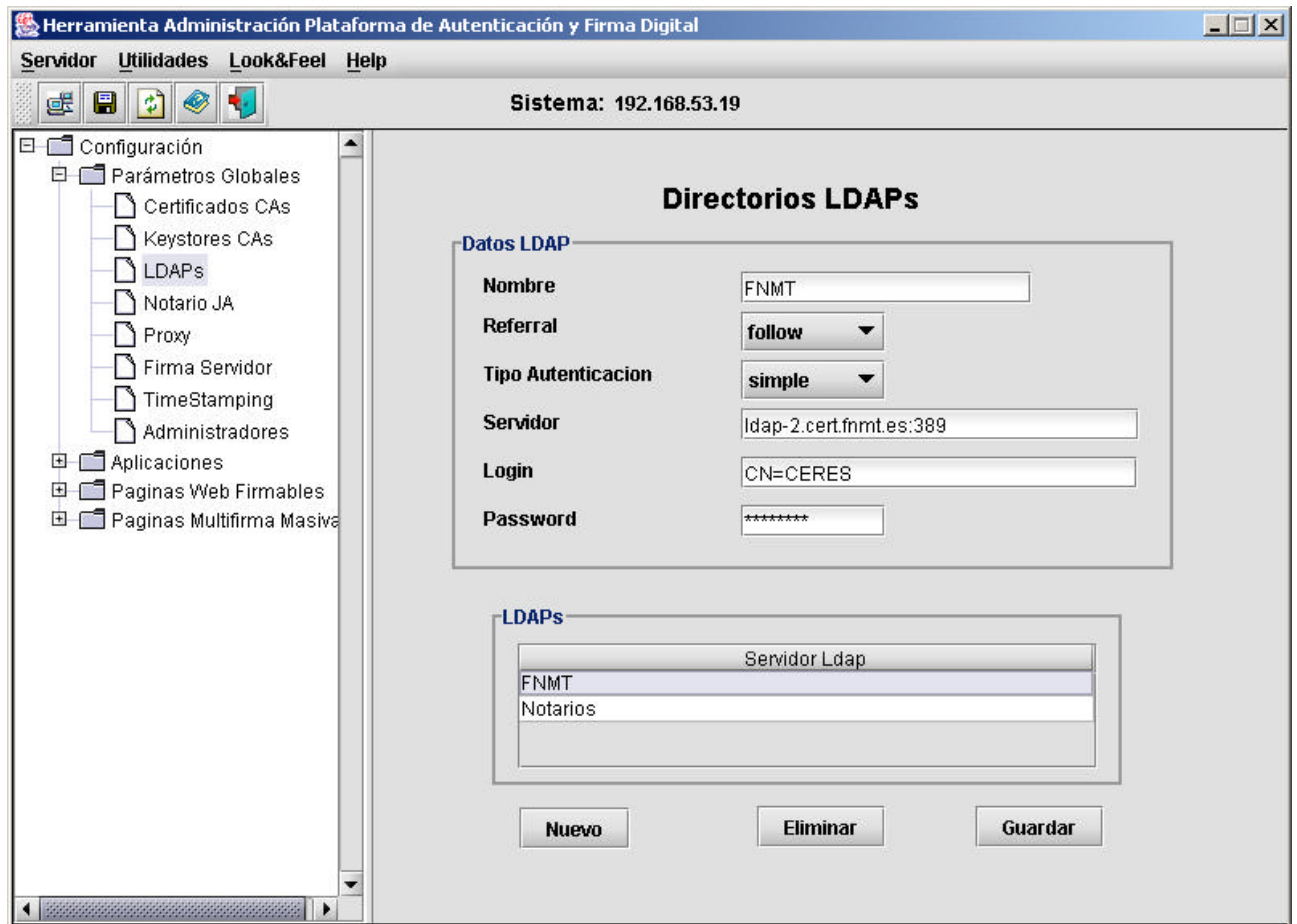 Herramienta Administración Plataforma de Autenticación y Firma Digital
Servidor Utilidades Look&Feel Help
Sistema: 192.168.53.19
Configuración
Parámetros Globales
Certificados CAs
Keystores CAs
LDAPs
Notario JA
Proxy
Firma Servidor
TimeStamping
Administradores
Aplicaciones
Paginas Web Firmables
Paginas Multifirma Masiva
Directorios LDAPs
Datos LDAP
Nombre FNMT
Referral follow
Tipo Autenticacion simple
Servidor ldap-2.cert.fnmt.es:389
Login CN=CERES
Password ********
LDAPs
Servidor Ldap
FNMT
Notarios
Nuevo Eliminar Guardar